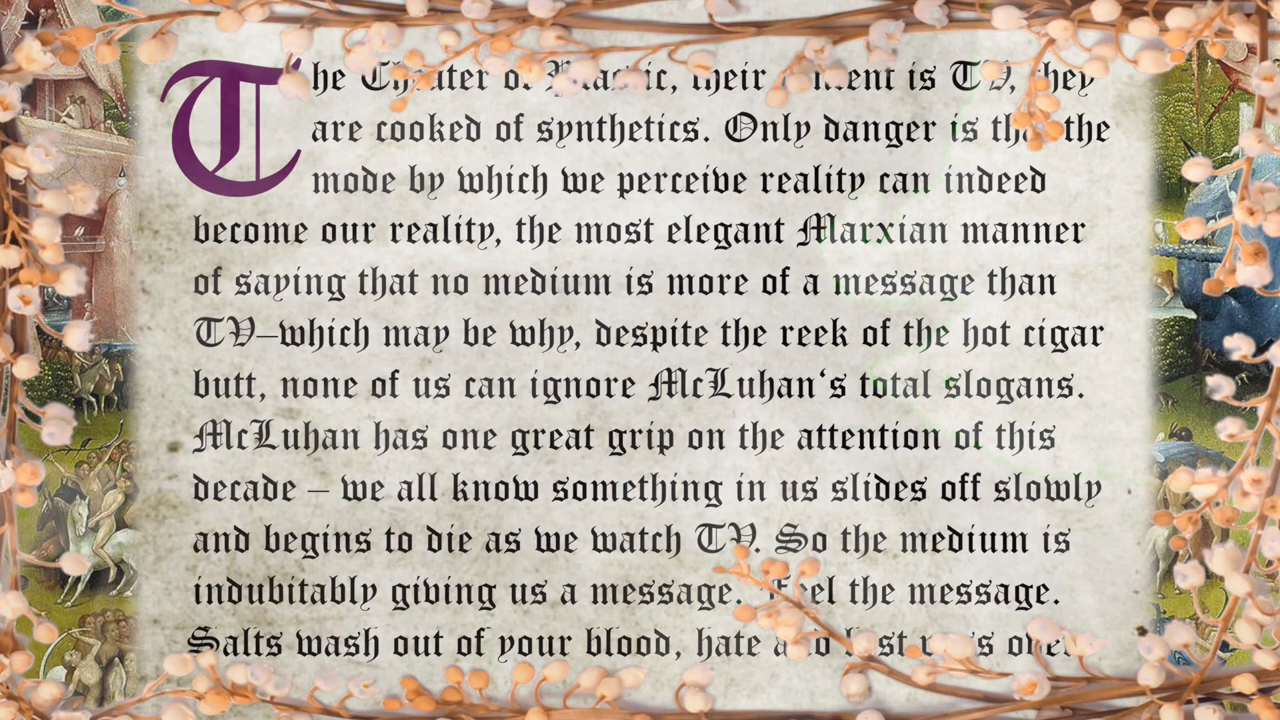 The Theater of Plastic, their is TV, they
are cooked of synthetics. Only danger is that the
mode by which we perceive reality can indeed
become our reality, the most elegant Marxian manner
of saying that no medium is more of a message than
TV–which may be why, despite the reek of the hot cigar
butt, none of us can ignore McLuhan‘s total slogans.
McLuhan has one great grip on the attention of this
decade – we all know something in us slides off slowly
and begins to die as we watch TV. So the medium is
indubitably giving us a message. Feel the message.
Salts wash out of your blood, hate and